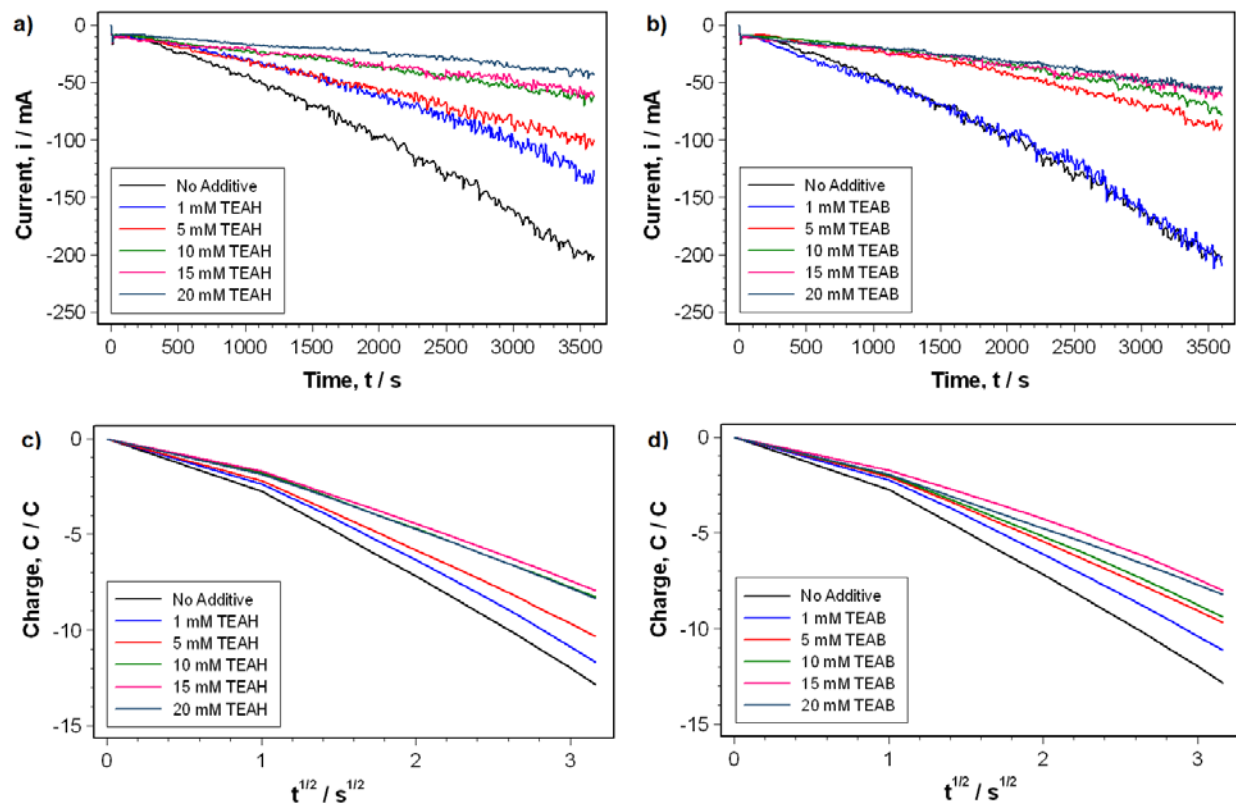 a)
0
-50
-100
-150
-200
-250
Current, i / mA
No Additive
1 mM TEAH
5 mM TEAH
10 mM TEAH
15 mM TEAH
20 mM TEAH
0 500 1000 1500 2000 2500 3000 3500
Time, t / s
b)
0
-50
-100
-150
-200
-250
Current, i / mA
No Additive
1 mM TEAB
5 mM TEAB
10 mM TEAB
15 mM TEAB
20 mM TEAB
0 500 1000 1500 2000 2500 3000 3500
Time, t / s
c)
0
-5
-10
-15
Charge, C / C
No Additive
1 mM TEAH
5 mM TEAH
10 mM TEAH
15 mM TEAH
20 mM TEAH
0 1 2 3
t^1/2 / s^1/2
d)
0
-5
-10
-15
Charge, C / C
No Additive
1 mM TEAB
5 mM TEAB
10 mM TEAB
15 mM TEAB
20 mM TEAB
0 1 2 3
t^1/2 / s^1/2